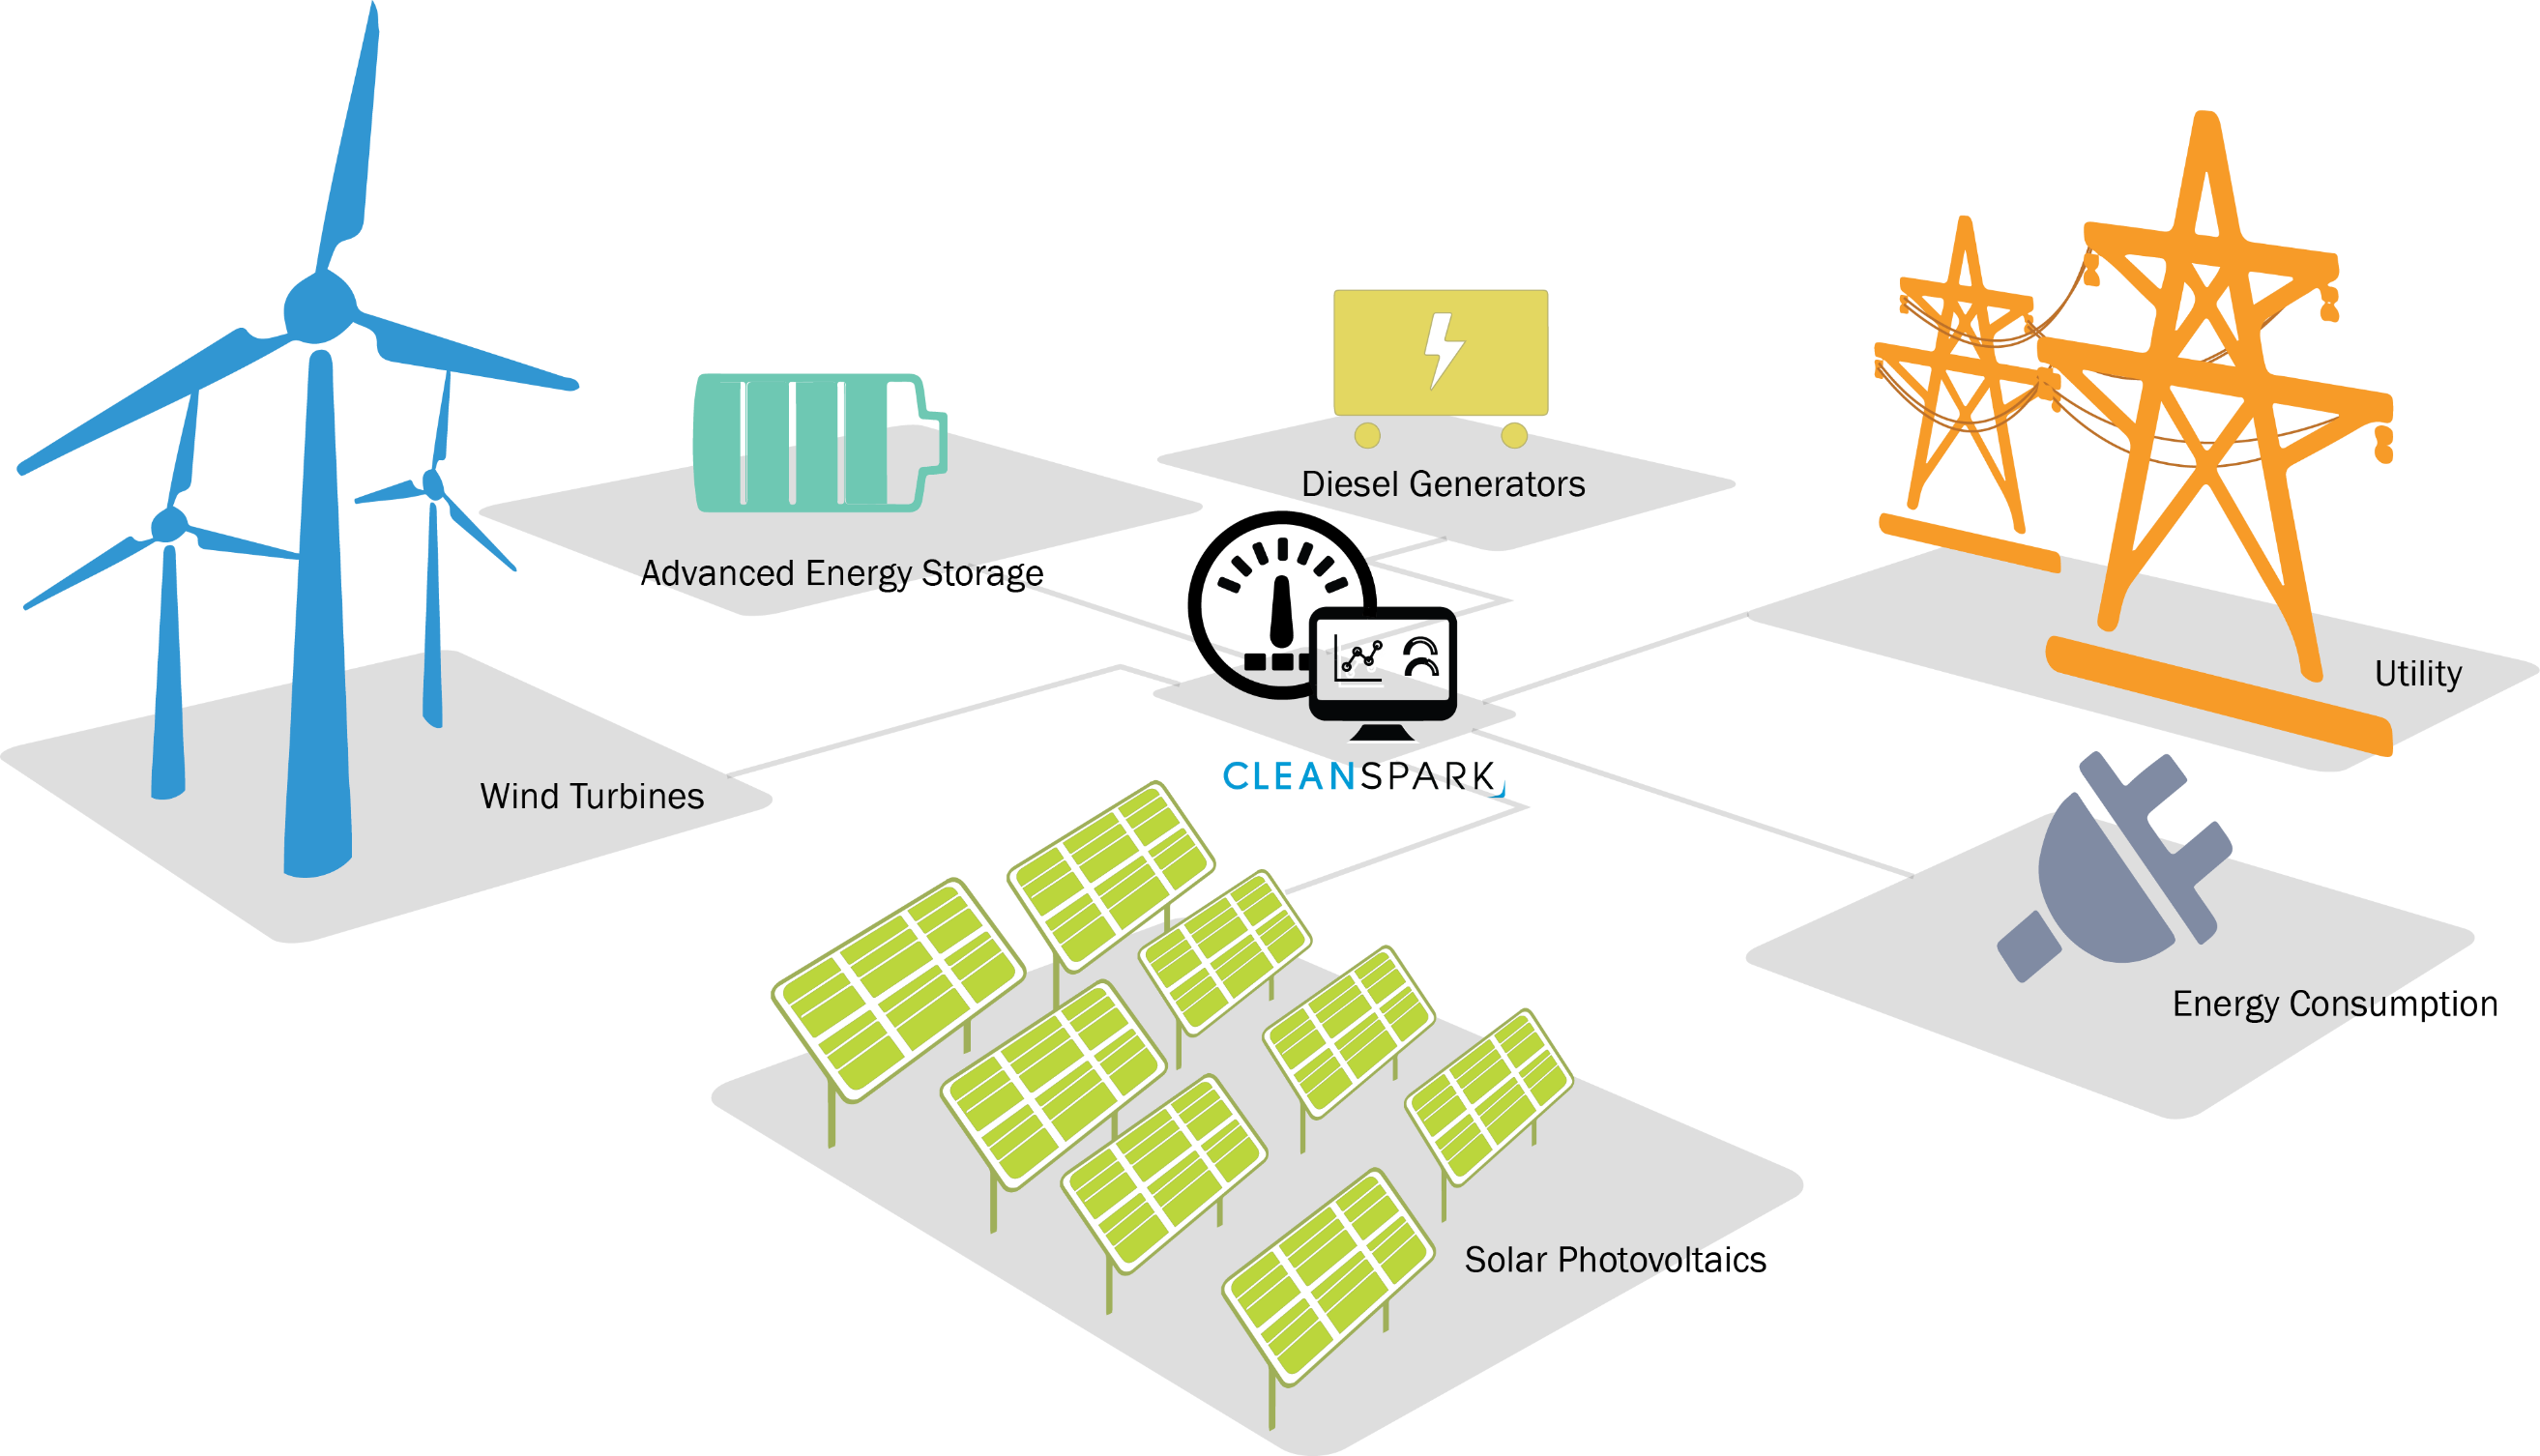 Diesel Generators
Advanced Energy Storage
Utility
CLEANSPARK
Wind Turbines
Energy Consumption
Solar Photovoltaics